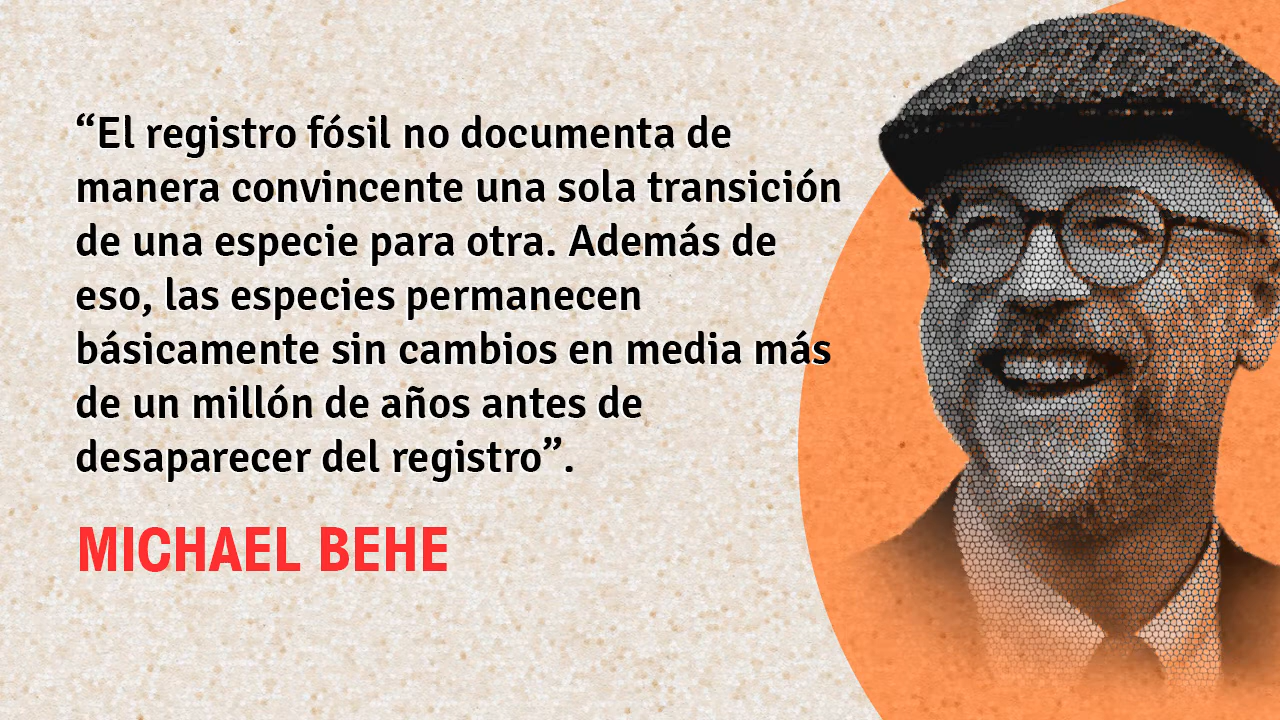 “El registro fósil no documenta de
manera convincente una sola transición
de una especie para otra. Además de
eso, las especies permanecen
básicamente sin cambios en media más
de un millón de años antes de
desaparecer del registro”.
MICHAEL BEHE